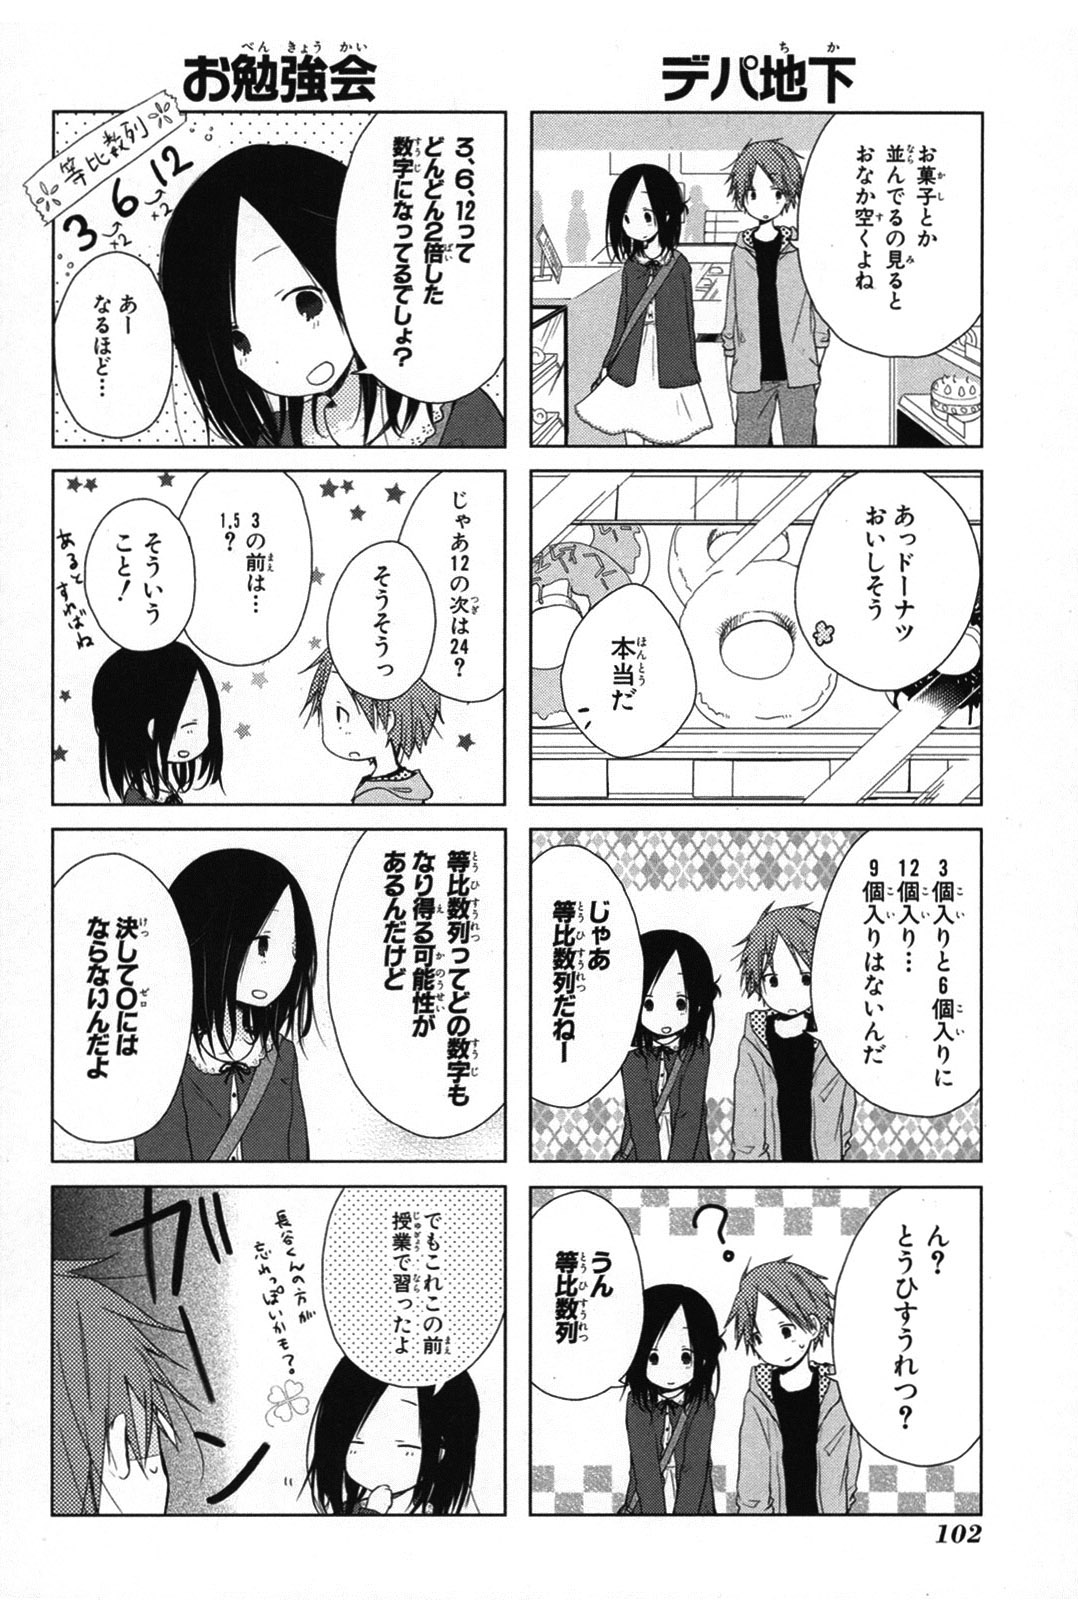 デパ地下
お菓子とか
並んでるの見ると
おなか空くよね
あっドーナツ
おいしそう
本当だ
3個入りと6個入りに
12個入り…
9個入りはないんだ
じゃあ
等比数列だねー
ん?
とうひすうれつ?
?
うん
等比数列
お勉強会
3、6、12って
どんどん2倍した
数字になってるでしょ?
等比数列
3 6 12
×2 ×2
あー
なるほど…
じゃあ12の次は24?
そうそうっ
3の前は…
1.5?
そういう
こと!
あるとすればね
等比数列ってどの数字も
なり得る可能性が
あるんだけど
決して0には
ならないんだよ
でもこれこの前
授業で習ったよ
長谷くんの方が
忘れっぽいかも?
ガーン
102